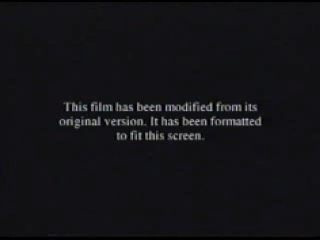 This film has been modified from its
original version. It has been formatted
to fit this screen.